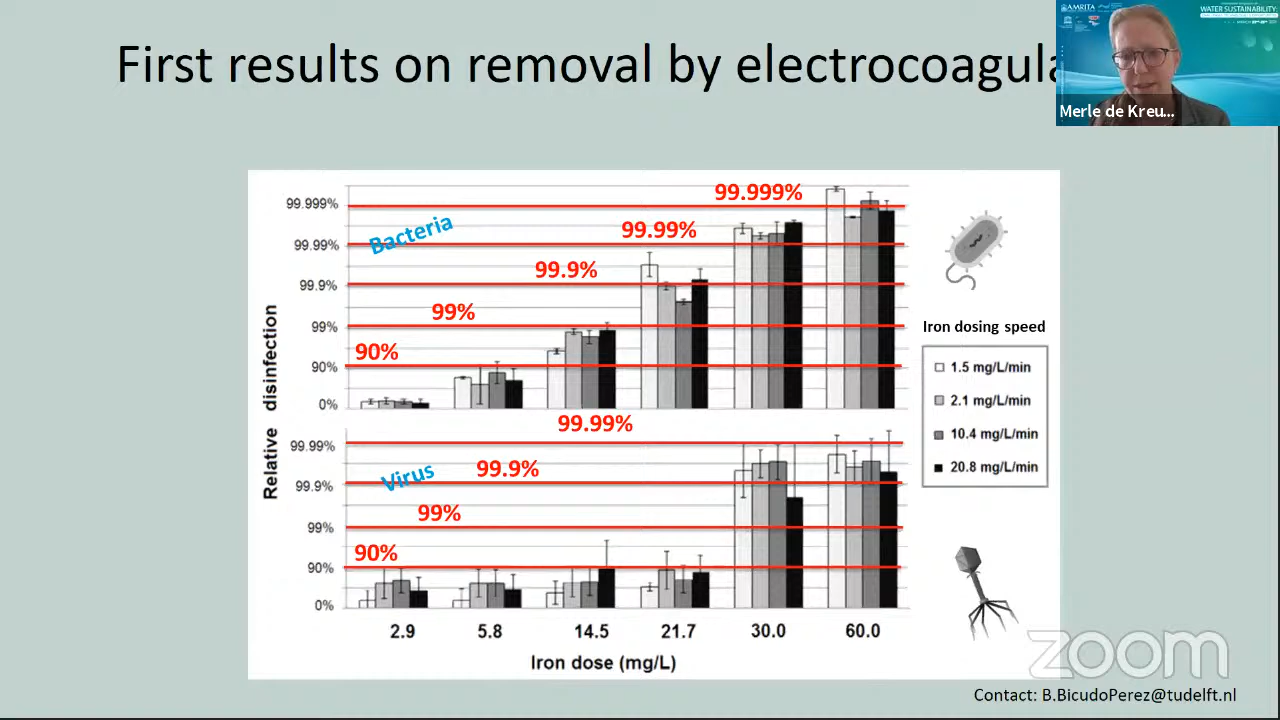 First results on removal by electrocoagula
AMRITA
WATER SUSTAINABILITY:
Merle de Kreu...
Relative disinfection
99.999%
99.99%
99.9%
99%
90%
0%
Bacteria
90%
99%
99.9%
99.99%
99.999%
99.99%
99.9%
99%
90%
0%
Virus
90%
99%
99.9%
99.99%
2.9 5.8 14.5 21.7 30.0 60.0
Iron dose (mg/L)
Iron dosing speed
1.5 mg/L/min
2.1 mg/L/min
10.4 mg/L/min
20.8 mg/L/min
zoom
Contact: B.BicudoPerez@tudelft.nl